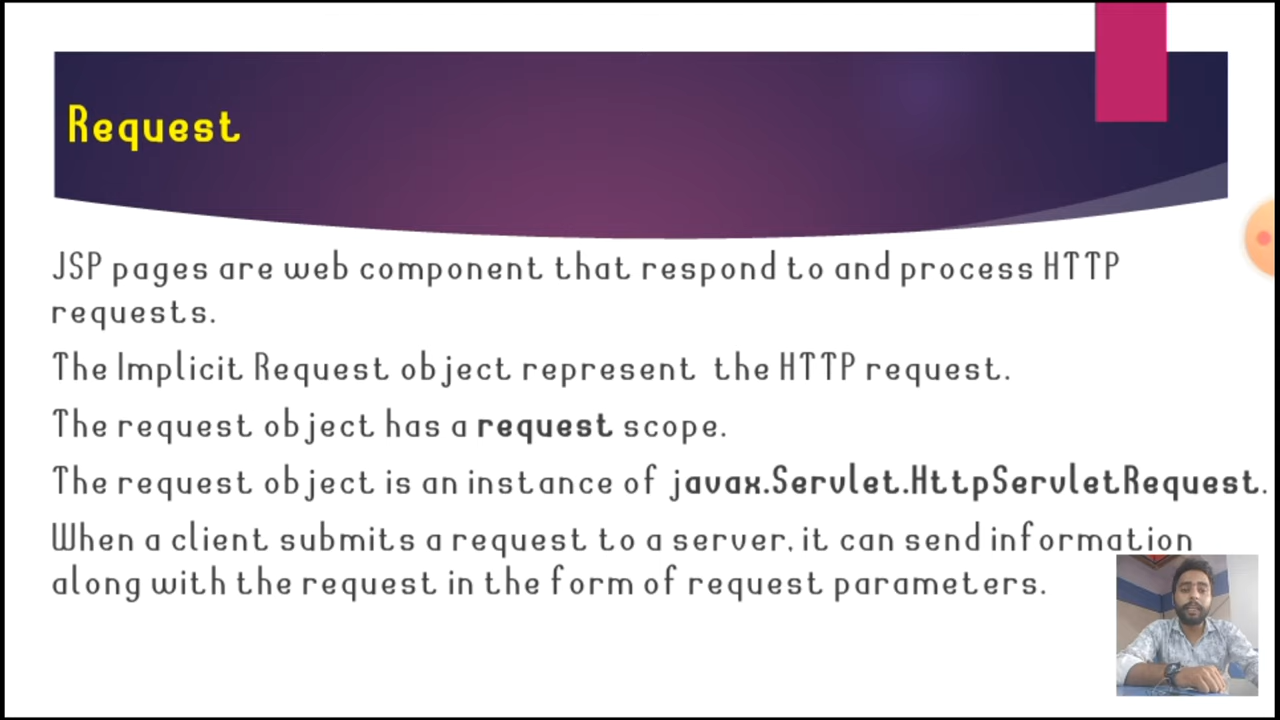 Request
JSP pages are web component that respond to and process HTTP
requests.
The Implicit Request object represent the HTTP request.
The request object has a request scope.
The request object is an instance of javax.Servlet.HttpServletRequest.
When a client submits a request to a server, it can send information
along with the request in the form of request parameters.